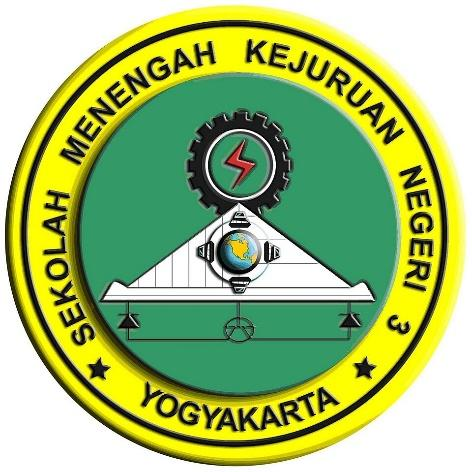 SEKOLAH MENENGAH KEJURUAN NEGERI 3
YOGYAKARTA